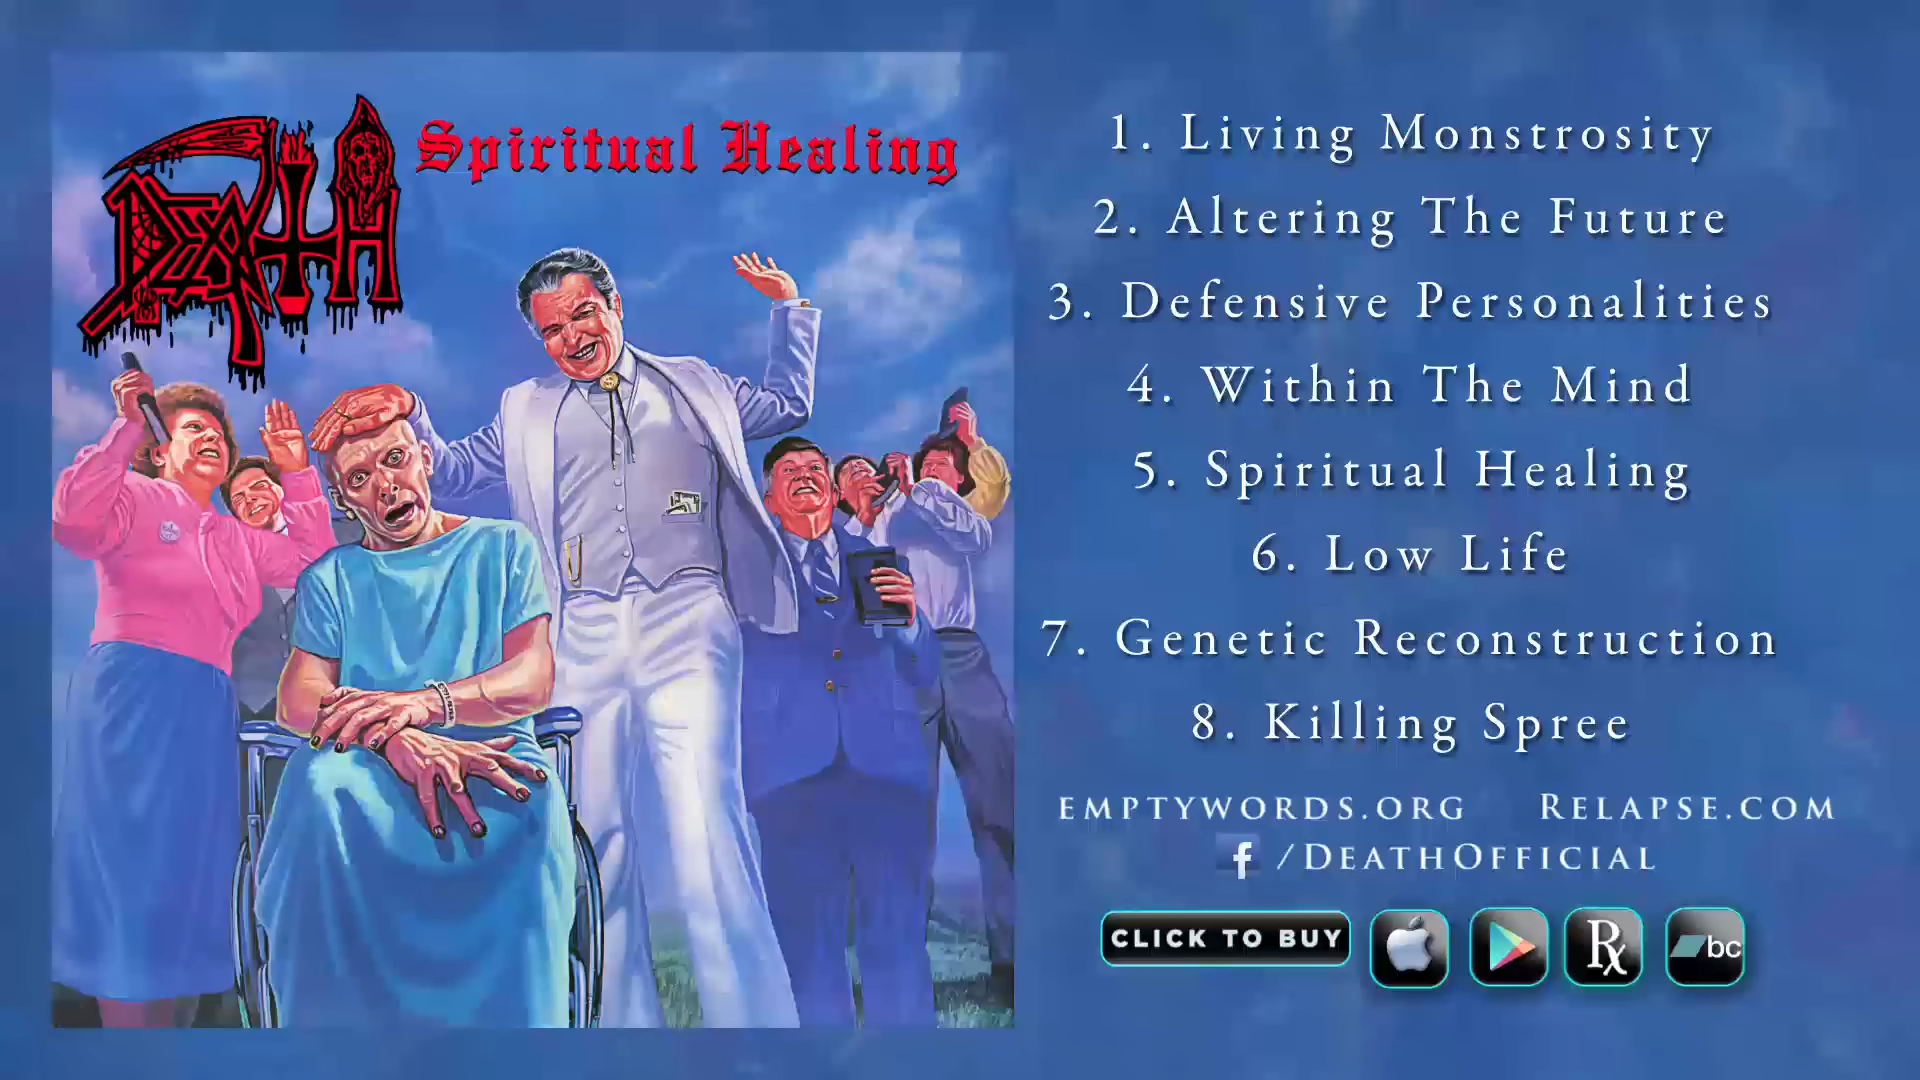 DEATH
Spiritual Healing
1. Living Monstrosity
2. Altering The Future
3. Defensive Personalities
4. Within The Mind
5. Spiritual Healing
6. Low Life
7. Genetic Reconstruction
8. Killing Spree
EMPTYWORDS.ORG RELAPSE.COM
f /DEATHOFFICIAL
CLICK TO BUY
Rx
bc